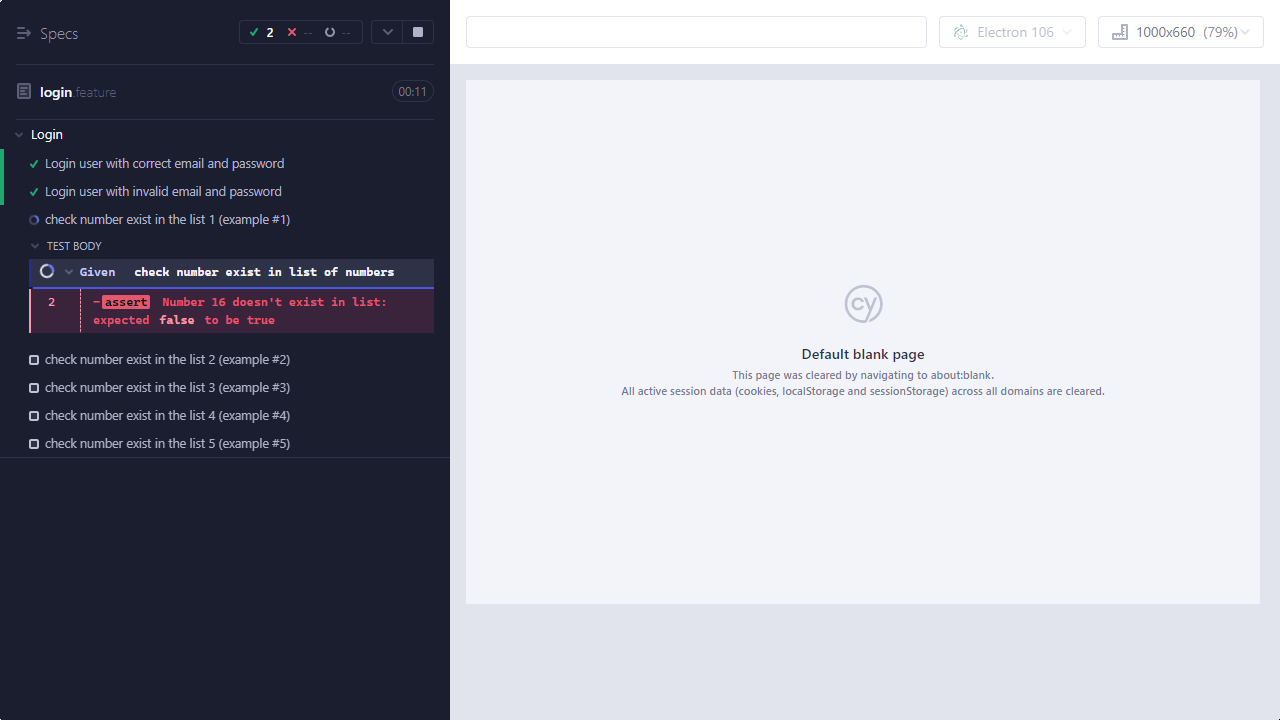 Specs
2
--
--
login.feature
00:11
Login
Login user with correct email and password
Login user with invalid email and password
check number exist in the list 1 (example #1)
TEST BODY
Given check number exist in list of numbers
2
-assert Number 16 doesn't exist in list:
expected false to be true
check number exist in the list 2 (example #2)
check number exist in the list 3 (example #3)
check number exist in the list 4 (example #4)
check number exist in the list 5 (example #5)
Electron 106
1000x660 (79%)
cy
Default blank page
This page was cleared by navigating to about:blank.
All active session data (cookies, localStorage and sessionStorage) across all domains are cleared.